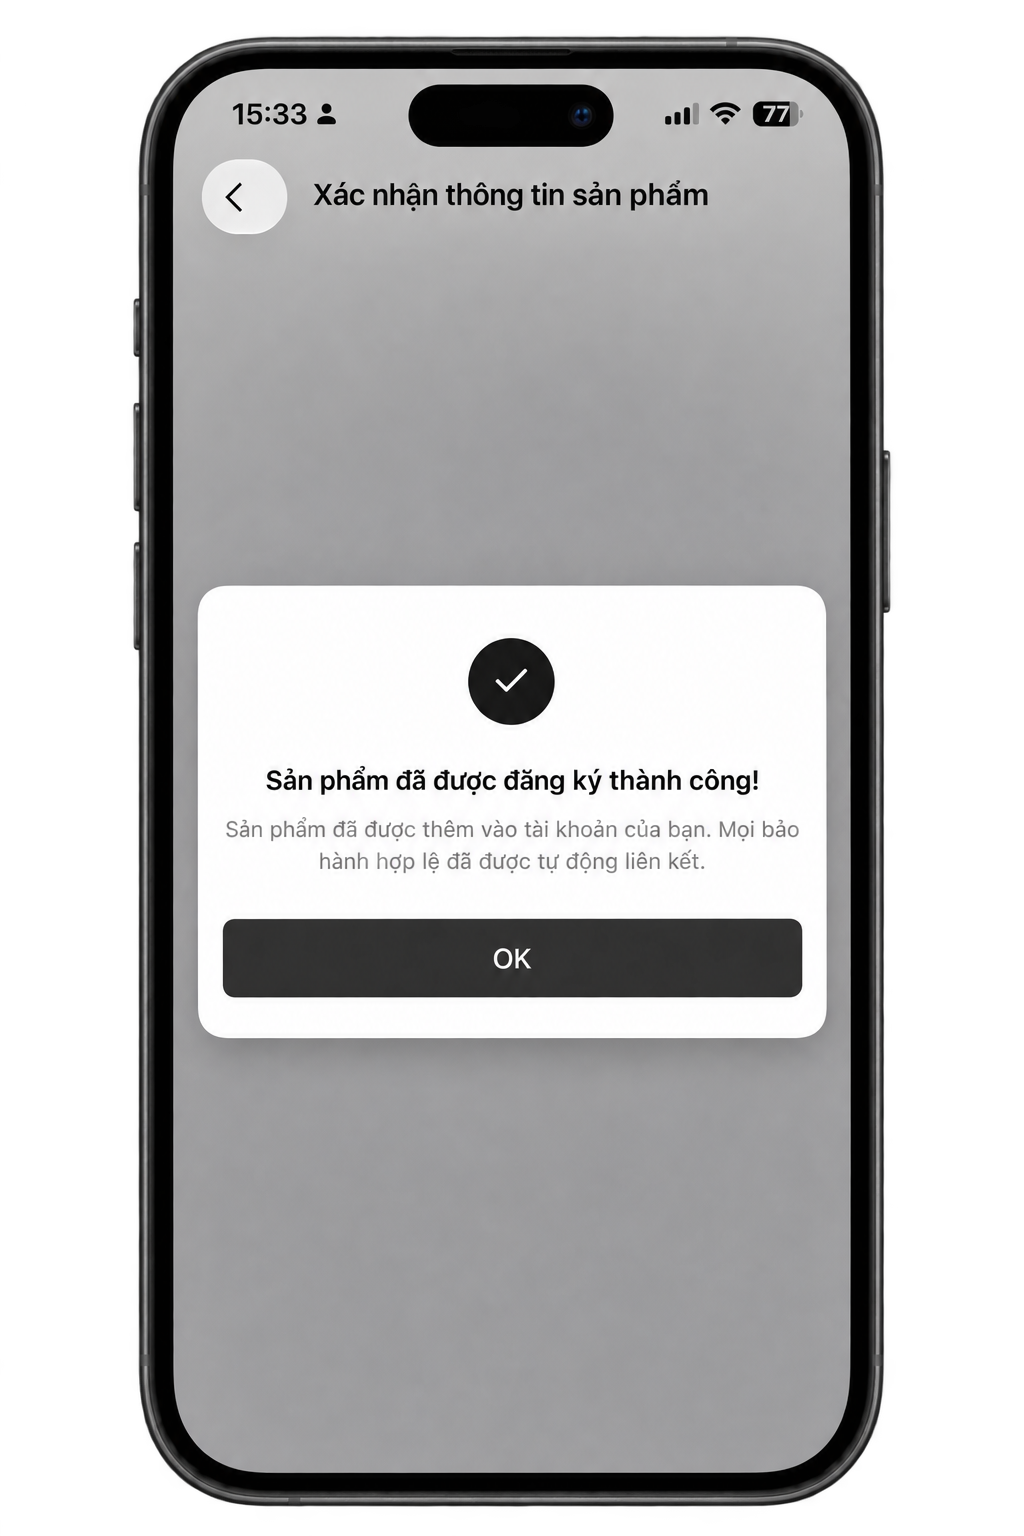 15:33
77
Xác nhận thông tin sản phẩm
Sản phẩm đã được đăng ký thành công!
Sản phẩm đã được thêm vào tài khoản của bạn. Mọi bảo
hành hợp lệ đã được tự động liên kết.
OK